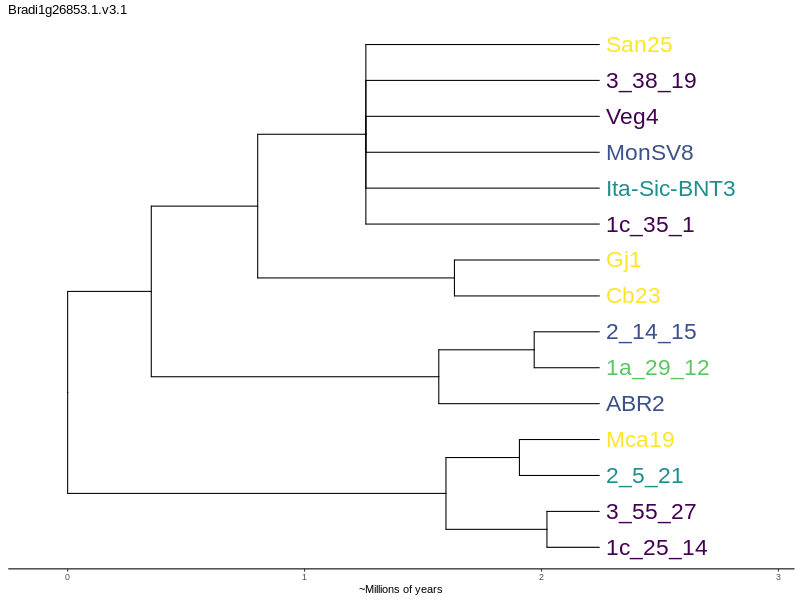 Bradi1g26853.1.v3.1
San25
3_38_19
Veg4
MonSV8
Ita-Sic-BNT3
1c_35_1
Gj1
Cb23
2_14_15
1a_29_12
ABR2
Mca19
2_5_21
3_55_27
1c_25_14
0 1 2 3
~Millions of years